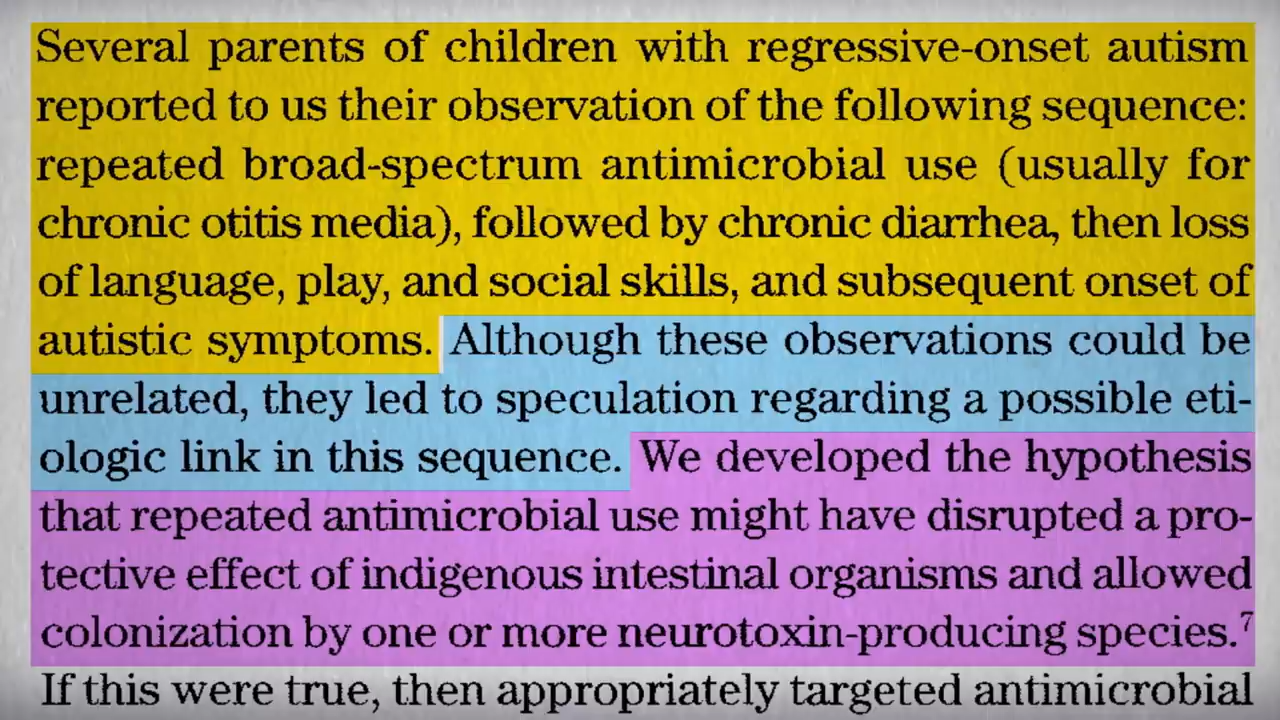 Several parents of children with regressive-onset autism
reported to us their observation of the following sequence:
repeated broad-spectrum antimicrobial use (usually for
chronic otitis media), followed by chronic diarrhea, then loss
of language, play, and social skills, and subsequent onset of
autistic symptoms. Although these observations could be
unrelated, they led to speculation regarding a possible eti-
ologic link in this sequence. We developed the hypothesis
that repeated antimicrobial use might have disrupted a pro-
tective effect of indigenous intestinal organisms and allowed
colonization by one or more neurotoxin-producing species.7
If this were true, then appropriately targeted antimicrobial